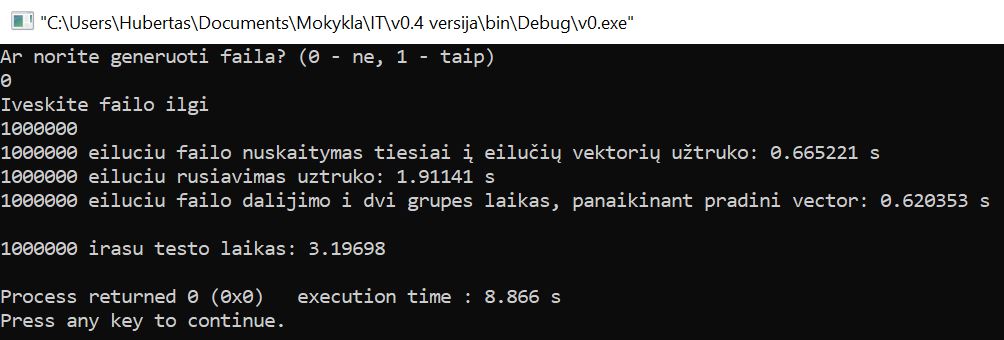 "C:\Users\Hubertas\Documents\Mokykla\IT\v0.4 versija\bin\Debug\v0.exe"
Ar norite generuoti faila? (0 - ne, 1 - taip)
0
Iveskite failo ilgi
1000000
1000000 eiluciu failo nuskaitymas tiesiai į eilučių vektorių užtruko: 0.665221 s
1000000 eiluciu rusiavimas uztruko: 1.91141 s
1000000 eiluciu failo dalijimo i dvi grupes laikas, panaikinant pradini vector: 0.620353 s
1000000 irasu testo laikas: 3.19698
Process returned 0 (0x0)   execution time : 8.866 s
Press any key to continue.